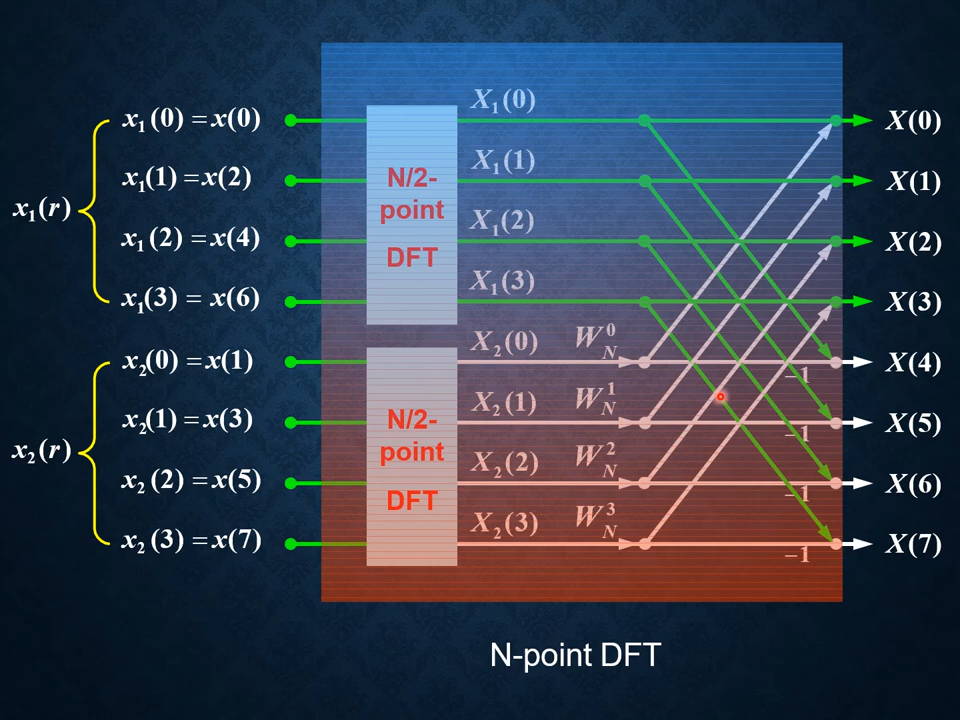 x₁(r)
x₁(0) = x(0)
x₁(1) = x(2)
x₁(2) = x(4)
x₁(3) = x(6)
x₂(r)
x₂(0) = x(1)
x₂(1) = x(3)
x₂(2) = x(5)
x₂(3) = x(7)
N/2-
point
DFT
N/2-
point
DFT
X₁(0)
X₁(1)
X₁(2)
X₁(3)
X₂(0) W_N^0
X₂(1) W_N^1
X₂(2) W_N^2
X₂(3) W_N^3
−1
−1
−1
−1
X(0)
X(1)
X(2)
X(3)
X(4)
X(5)
X(6)
X(7)
N-point DFT